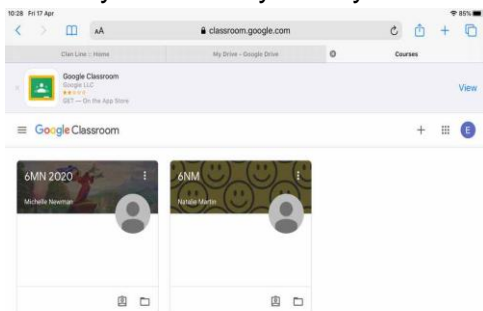 10:28 Fri 17 Apr 85%
AA classroom.google.com
Clan Line :: Home My Drive - Google Drive Courses
Google Classroom
Google LLC
GET — On the App Store
View
Google Classroom E
6MN 2020 6NM
Michelle Newman Natalie Martin